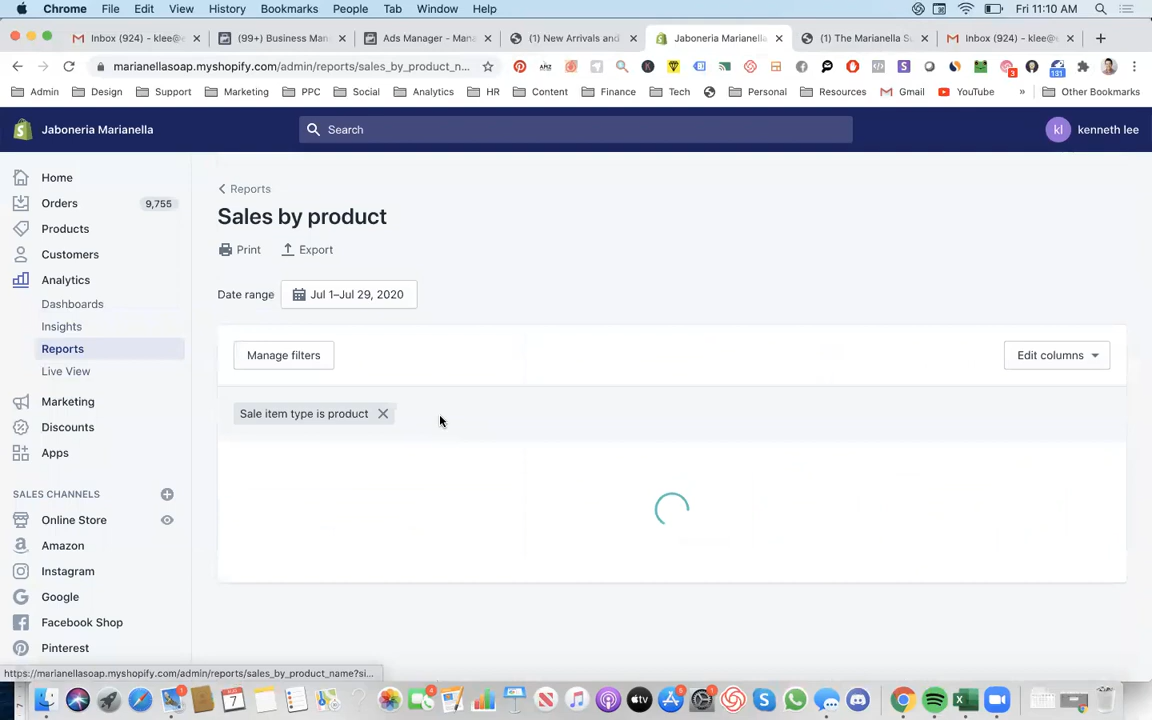 Chrome File Edit View History Bookmarks People Tab Window Help Fri 11:10 AM
Inbox (924) - klee@ (99+) Business Man Ads Manager - Mana (1) New Arrivals and Jaboneria Marianella (1) The Marianella Su Inbox (924) - klee@
marianellasoap.myshopify.com/admin/reports/sales_by_product_n...
Admin Design Support Marketing PPC Social Analytics HR Content Finance Tech Personal Resources Gmail YouTube » Other Bookmarks
Jaboneria Marianella Search kl kenneth lee
Home
Orders 9,755
Products
Customers
Analytics
Dashboards
Insights
Reports
Live View
Marketing
Discounts
Apps
SALES CHANNELS
Online Store
Amazon
Instagram
Google
Facebook Shop
Pinterest
Reports
Sales by product
Print Export
Date range Jul 1–Jul 29, 2020
Manage filters Edit columns
Sale item type is product
https://marianellasoap.myshopify.com/admin/reports/sales_by_product_name?si...